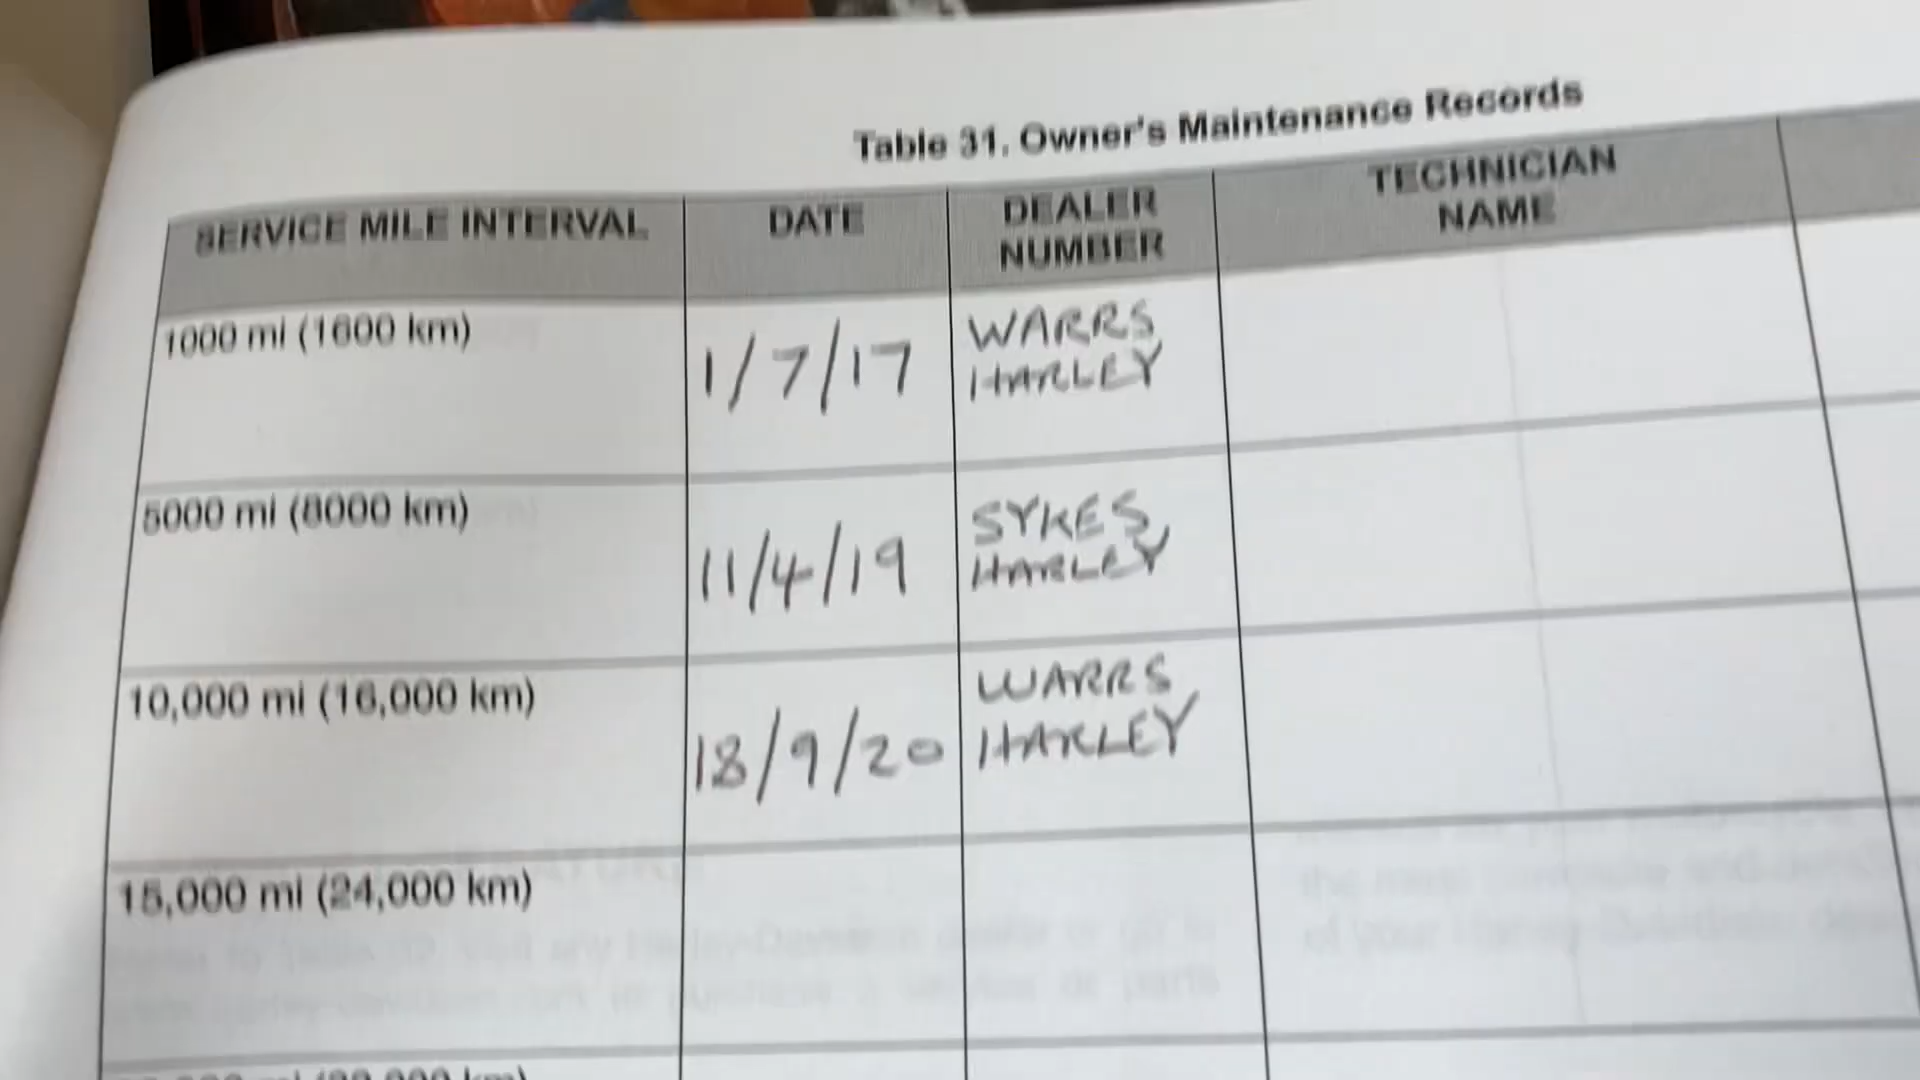 Table 31. Owner's Maintenance Records
SERVICE MILE INTERVAL
DATE
DEALER
NUMBER
TECHNICIAN
NAME
1000 mi (1600 km)
1/7/17
WARRS
HARLEY
5000 mi (8000 km)
11/4/19
SYKES
HARLEY
10,000 mi (16,000 km)
18/9/20
WARRS
HARLEY
15,000 mi (24,000 km)